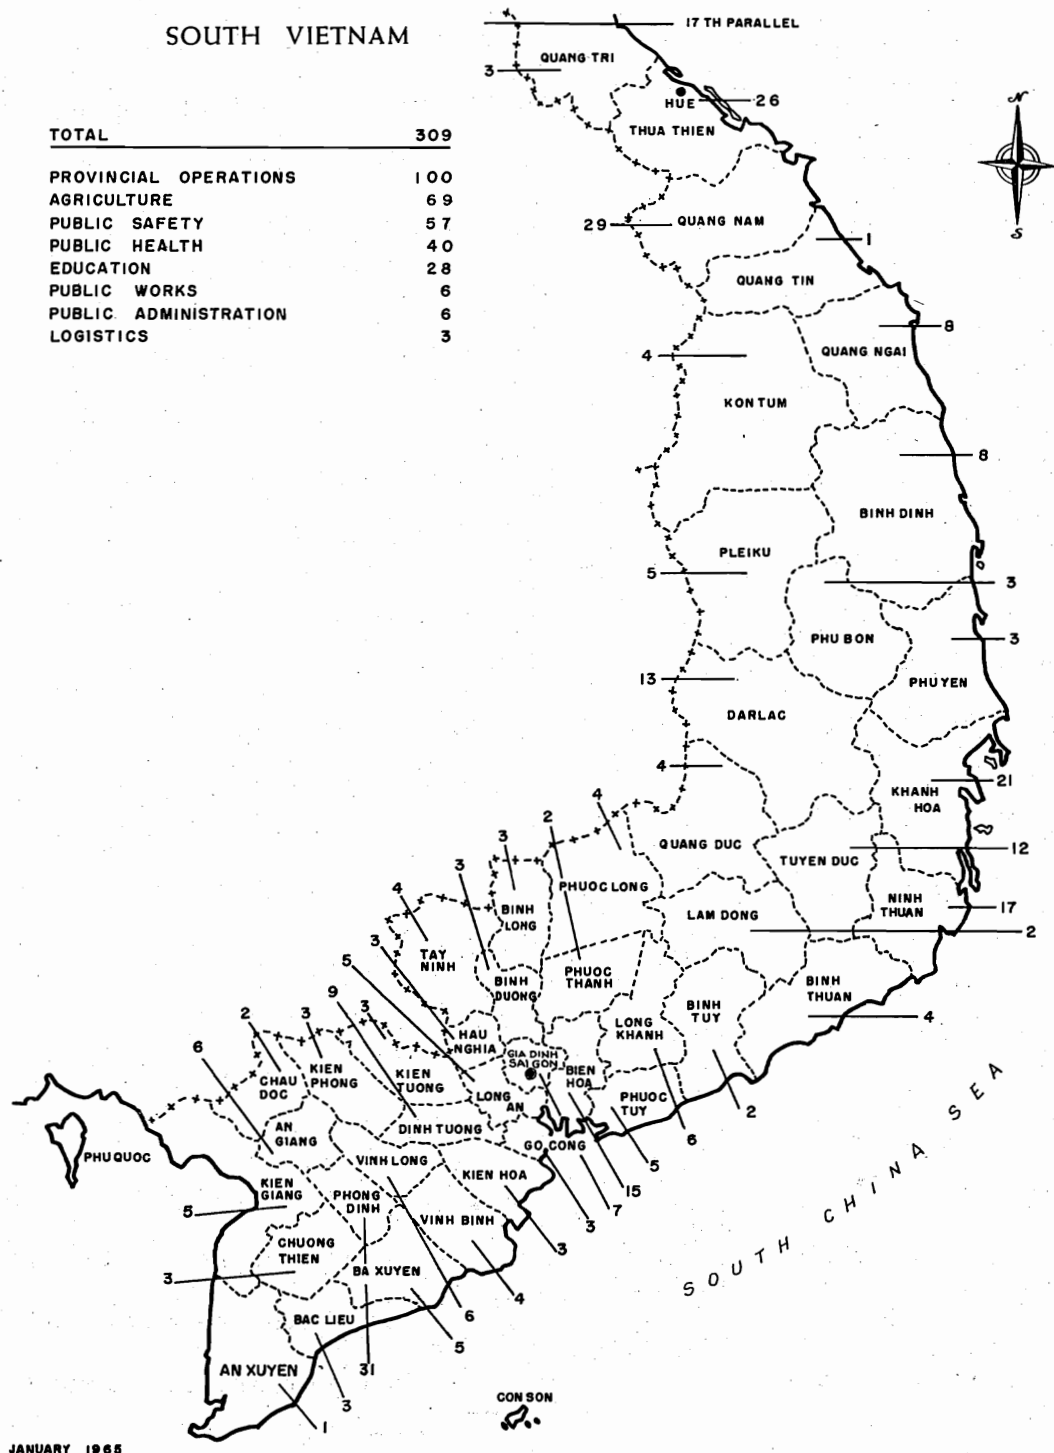 SOUTH VIETNAM
TOTAL 309
PROVINCIAL OPERATIONS 100
AGRICULTURE 69
PUBLIC SAFETY 57
PUBLIC HEALTH 40
EDUCATION 28
PUBLIC WORKS 6
PUBLIC ADMINISTRATION 6
LOGISTICS 3
17 TH PARALLEL
QUANG TRI
3
HUE
26
THUA THIEN
N
S
29
QUANG NAM
1
QUANG TIN
8
QUANG NGAI
4
KONTUM
8
BINH DINH
PLEIKU
5
3
PHU BON
3
PHU YEN
13
DARLAC
4
KHANH
HOA
21
QUANG DUC
TUYEN DUC
12
NINH
THUAN
17
LAM DONG
2
4
2
PHUOC LONG
3
BINH
LONG
3
4
TAY
NINH
3
BINH
DUONG
PHUOC
THANH
BINH
TUY
BINH
THUAN
4
5
9
3
HAU
NGHIA
LONG
KHANH
GIA DINH
SAIGON
BIEN
HOA
PHUOC
TUY
2
6
5
15
7
3
2
3
6
CHAU
DOC
KIEN
PHONG
KIEN
TUONG
LONG
AN
AN
GIANG
DINH TUONG
GO CONG
PHU QUOC
VINH LONG
KIEN HOA
KIEN
GIANG
5
PHONG
DINH
VINH BINH
3
CHUONG
THIEN
3
BA XUYEN
4
6
5
BAC LIEU
31
AN XUYEN
3
1
CON SON
SOUTH CHINA SEA
JANUARY 1965